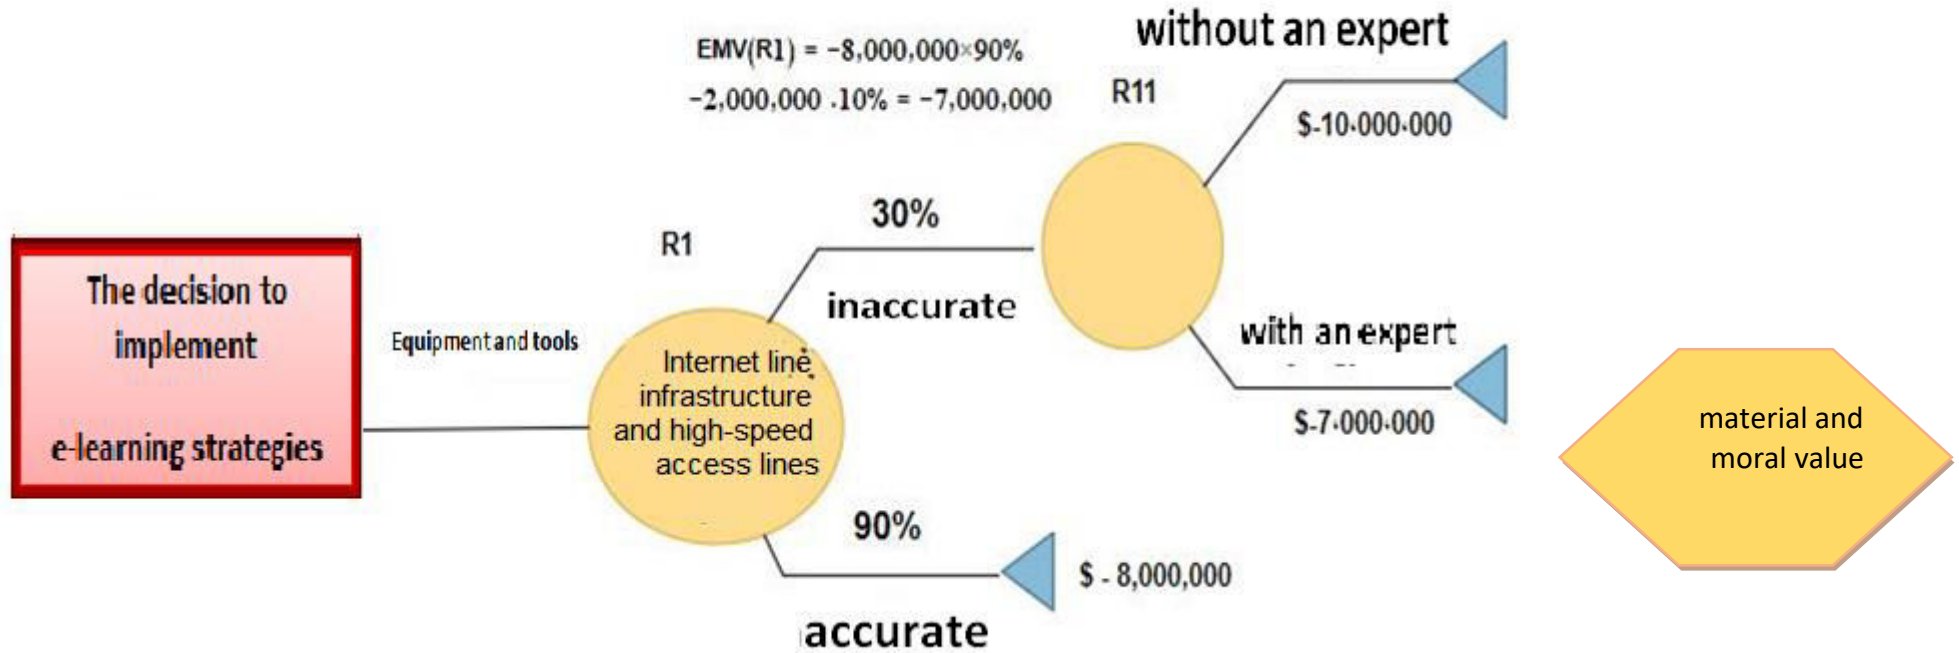 without an expert
EMV(R1) = −8,000,000×90%
−2,000,000 .10% = −7,000,000
R11
$-10.000.000
30%
R1
inaccurate
The decision to
implement
e-learning strategies
Equipment and tools
Internet line
infrastructure
and high-speed
access lines
with an expert
$-7.000.000
material and
moral value
90%
$ - 8,000,000
accurate